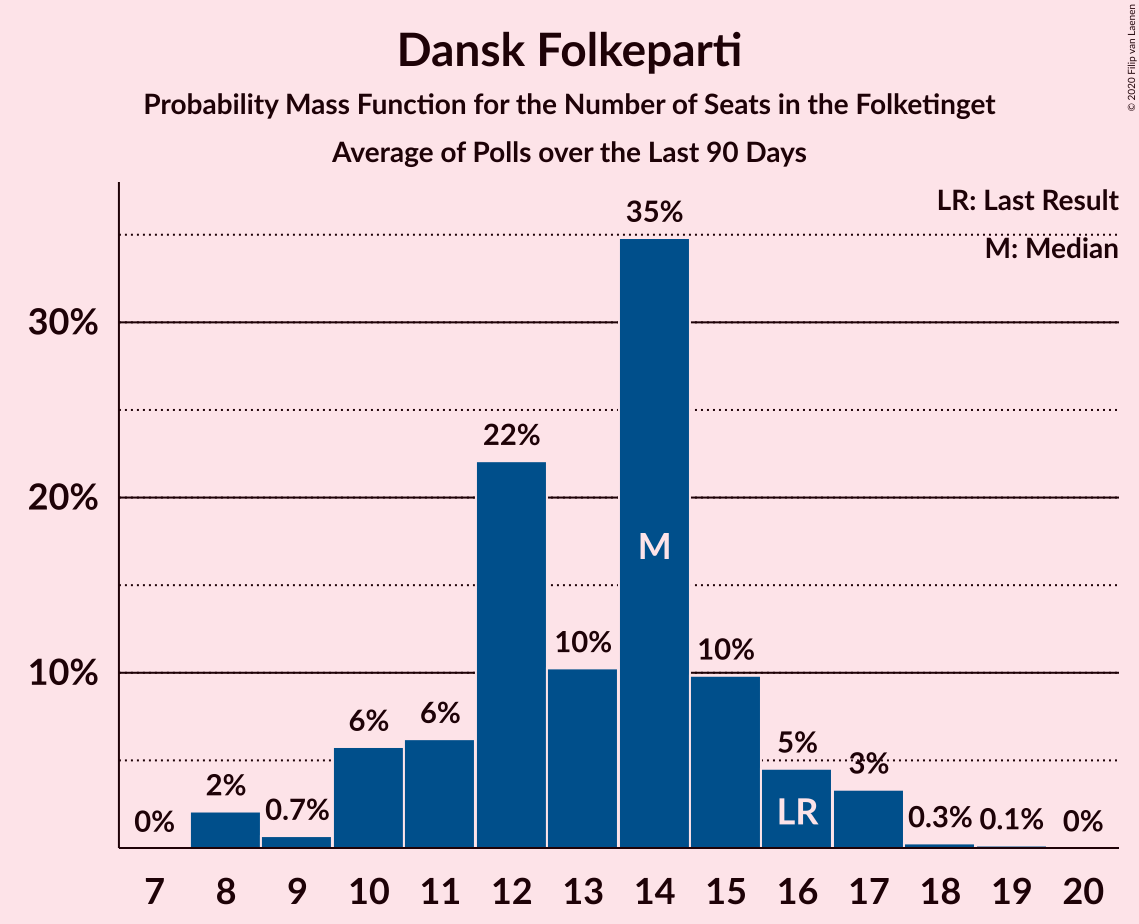 Dansk Folkeparti
Probability Mass Function for the Number of Seats in the Folketinget
Average of Polls over the Last 90 Days
© 2020 Filip van Laenen
LR: Last Result
M: Median
30%
20%
10%
0%
2%
0.7%
6%
6%
22%
10%
35%
10%
5%
3%
0.3%
0.1%
0%
M
LR
7 8 9 10 11 12 13 14 15 16 17 18 19 20